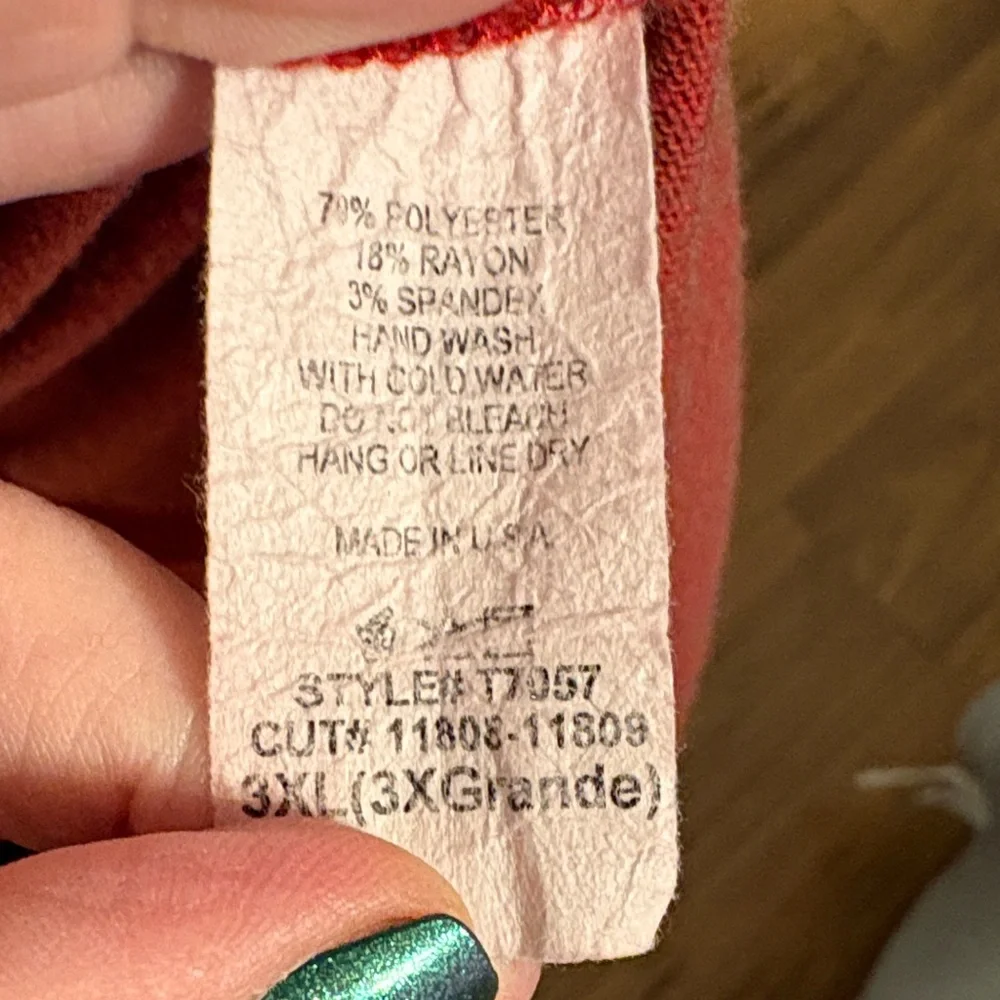 79% POLYESTER
18% RAYON
3% SPANDEX
HAND WASH
WITH COLD WATER
DO NOT BLEACH
HANG OR LINE DRY
MADE IN U.S.A.
STYLE# T7057
CUT# 11808-11809
3XL(3XGrande)